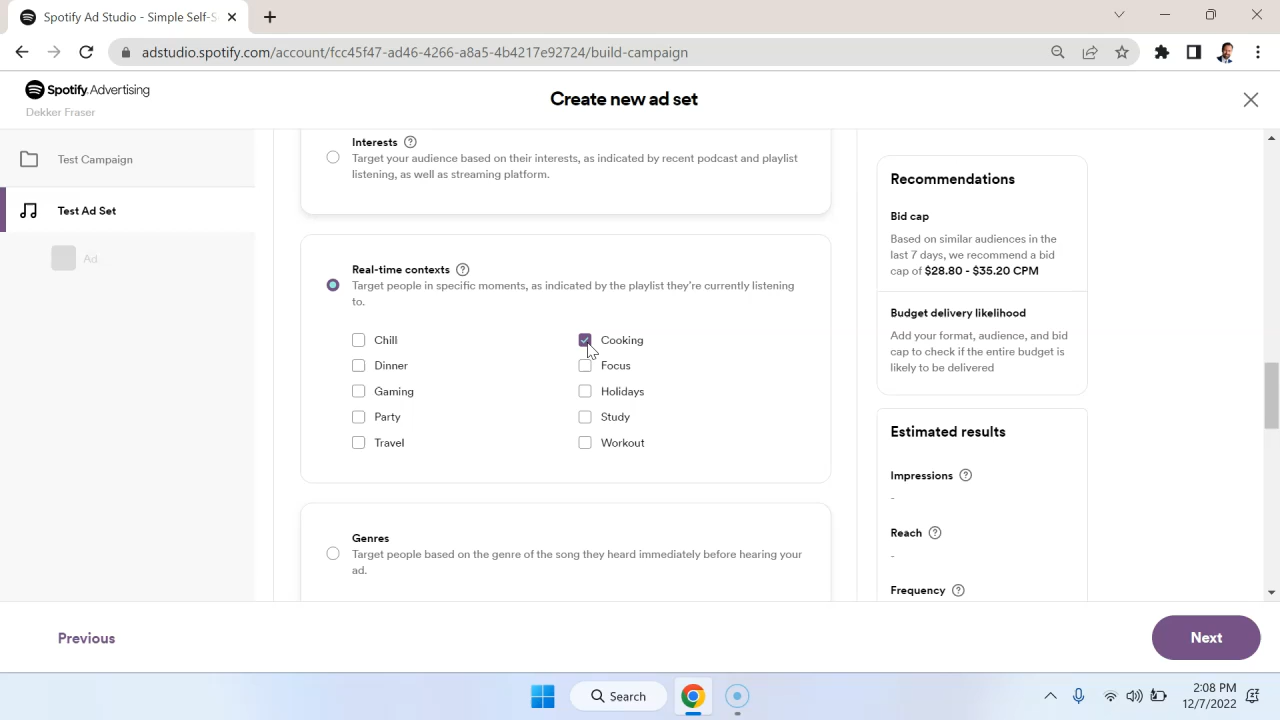 Spotify Ad Advertising - Simple Self-S
adstudio.spotify.com/account/fcc45f47-ad46-4266-a8a5-4b4217e92724/build-campaign
Spotify Advertising
Dekker Fraser
Create new ad set
Test Campaign
Test Ad Set
Ad
Interests
Target your audience based on their interests, as indicated by recent podcast and playlist
listening, as well as streaming platform.
Real-time contexts
Target people in specific moments, as indicated by the playlist they're currently listening
to.
Chill
Cooking
Dinner
Focus
Gaming
Holidays
Party
Study
Travel
Workout
Genres
Target people based on the genre of the song they heard immediately before hearing your
ad.
Recommendations
Bid cap
Based on similar audiences in the
last 7 days, we recommend a bid
cap of $28.80 - $35.20 CPM
Budget delivery likelihood
Add your format, audience, and bid
cap to check if the entire budget is
likely to be delivered
Estimated results
Impressions
-
Reach
-
Frequency
Previous
Next
Search
2:08 PM
12/7/2022